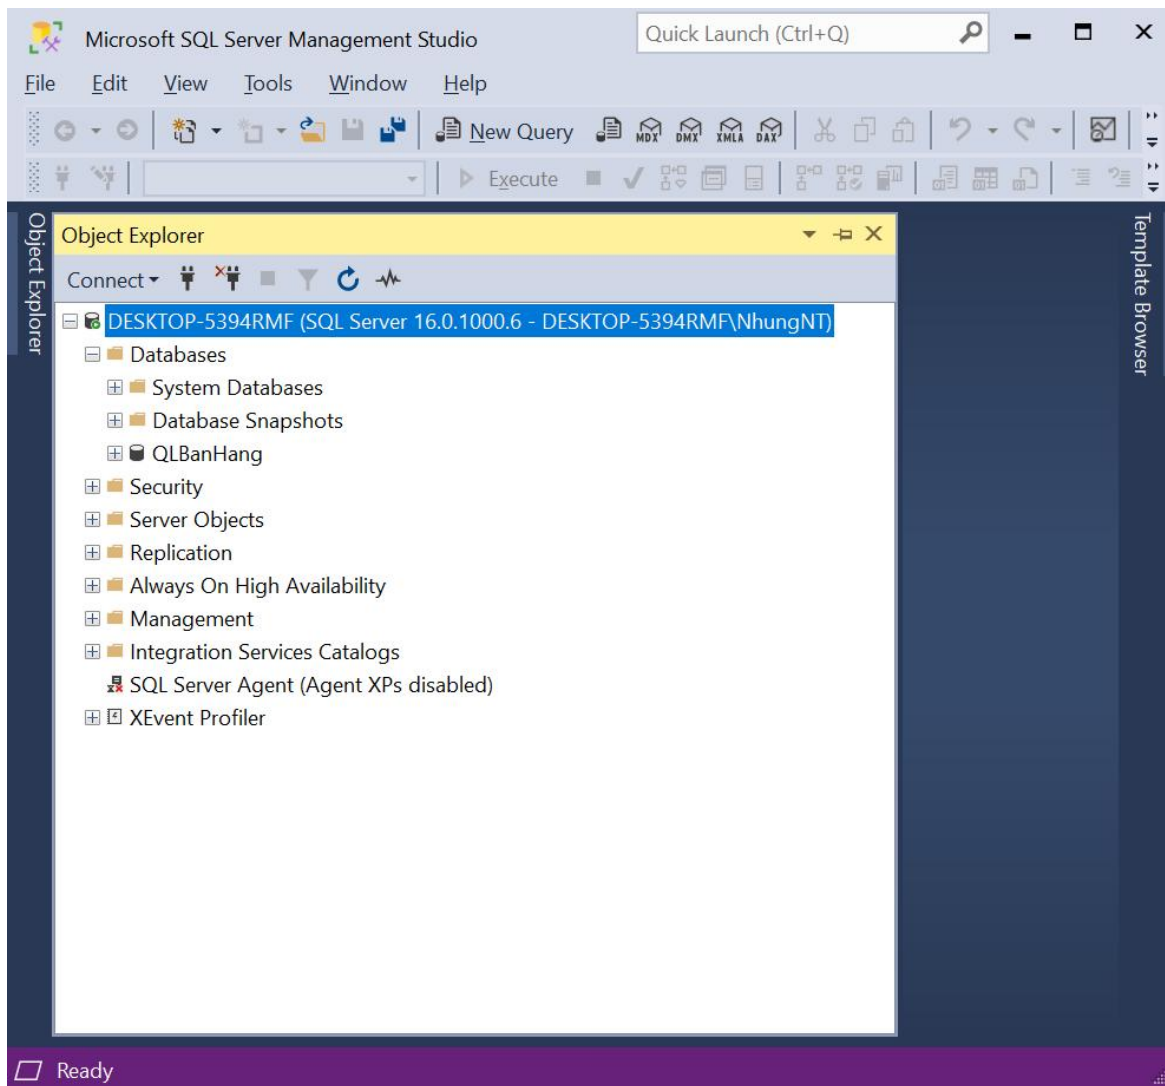 Microsoft SQL Server Management Studio
Quick Launch (Ctrl+Q)
File Edit View Tools Window Help
New Query MDX DMX XMLA DAX
Execute
Object Explorer
Object Explorer
Connect
DESKTOP-5394RMF (SQL Server 16.0.1000.6 - DESKTOP-5394RMF\NhungNT)
Databases
System Databases
Database Snapshots
QLBanHang
Security
Server Objects
Replication
Always On High Availability
Management
Integration Services Catalogs
SQL Server Agent (Agent XPs disabled)
XEvent Profiler
Template Browser
Ready